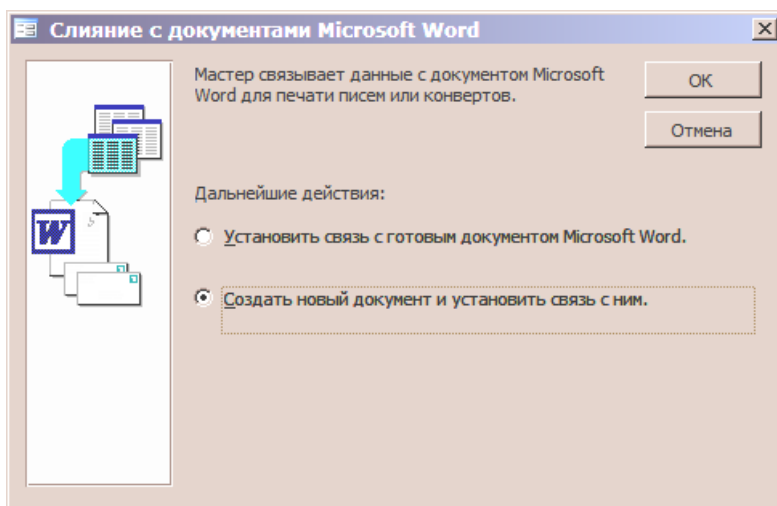 Слияние с документами Microsoft Word
Мастер связывает данные с документом Microsoft
Word для печати писем или конвертов.
OK
Отмена
Дальнейшие действия:
Установить связь с готовым документом Microsoft Word.
W
Создать новый документ и установить связь с ним.